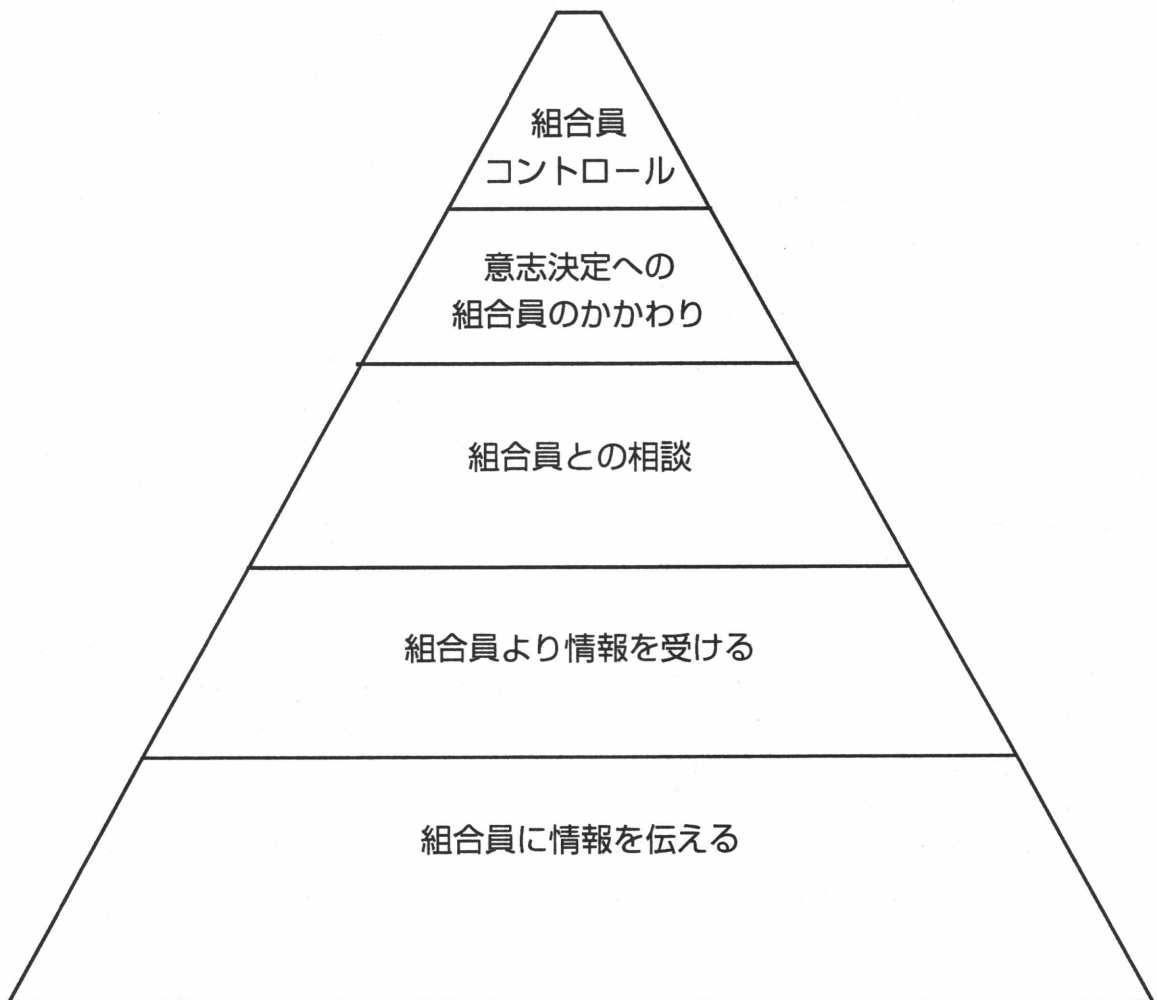 組合員
コントロール
意志決定への
組合員のかかわり
組合員との相談
組合員より情報を受ける
組合員に情報を伝える